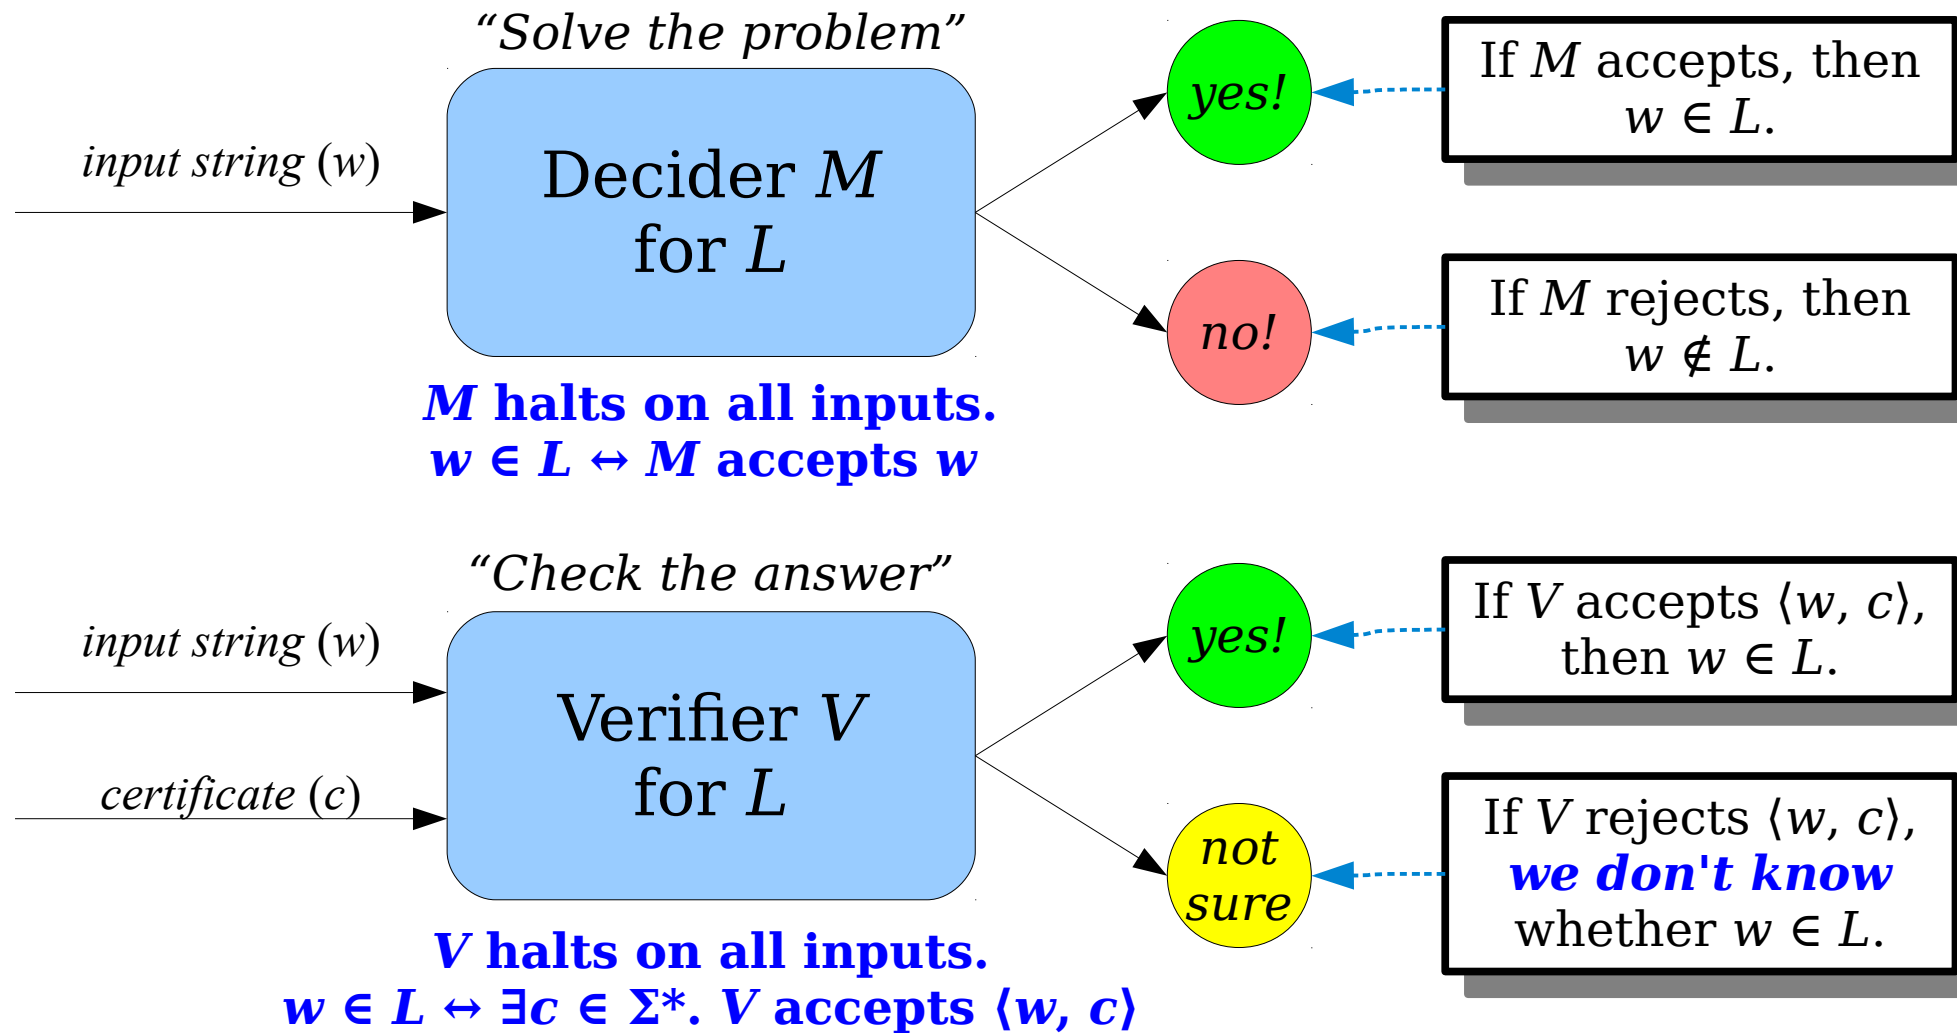 “Solve the problem”
input string (w)
Decider M
for L
yes!
no!
If M accepts, then
w ∈ L.
If M rejects, then
w ∉ L.
M halts on all inputs.
w ∈ L ↔ M accepts w
“Check the answer”
input string (w)
certificate (c)
Verifier V
for L
yes!
not
sure
If V accepts ⟨w, c⟩,
then w ∈ L.
If V rejects ⟨w, c⟩,
we don't know
whether w ∈ L.
V halts on all inputs.
w ∈ L ↔ ∃c ∈ Σ*. V accepts ⟨w, c⟩